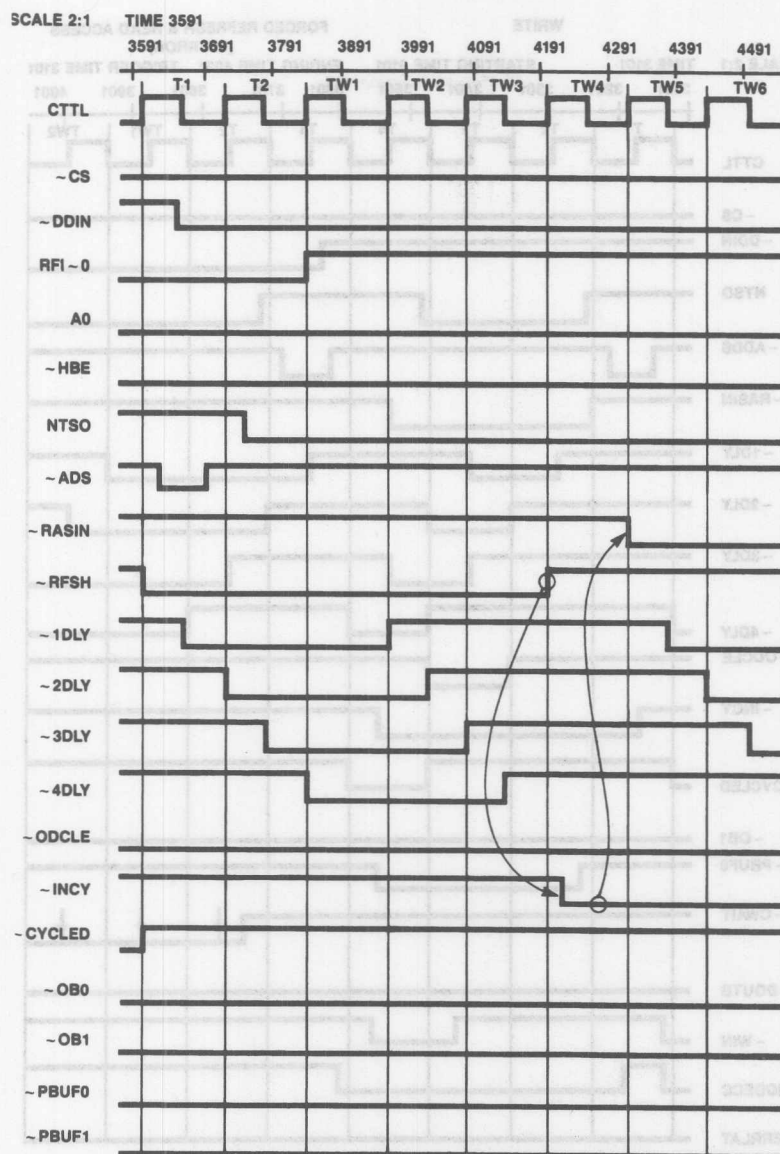 SCALE 2:1 TIME 3591
3591 3691 3791 3891 3991 4091 4191 4291 4391 4491
T1 T2 TW1 TW2 TW3 TW4 TW5 TW6
CTTL
~CS
~DDIN
RFI~0
A0
~HBE
NTSO
~ADS
~RASIN
~RFSH
~1DLY
~2DLY
~3DLY
~4DLY
~ODCLE
~INCY
~CYCLED
~OB0
~OB1
~PBUF0
~PBUF1